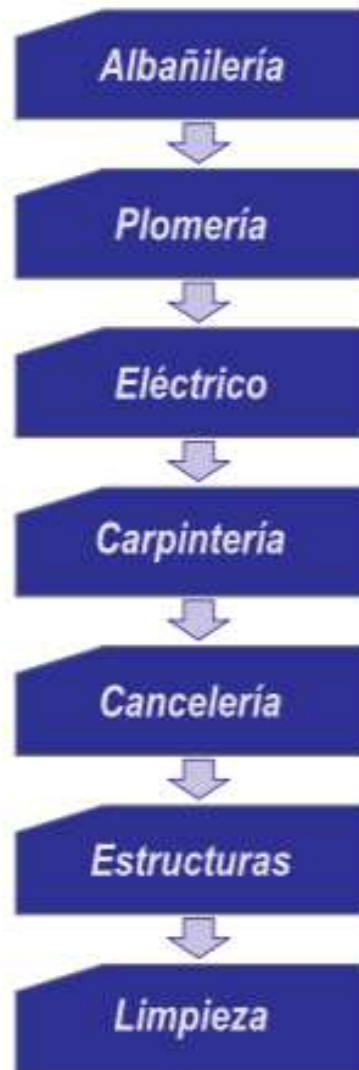 Albañilería
Plomería
Eléctrico
Carpintería
Cancelería
Estructuras
Limpieza